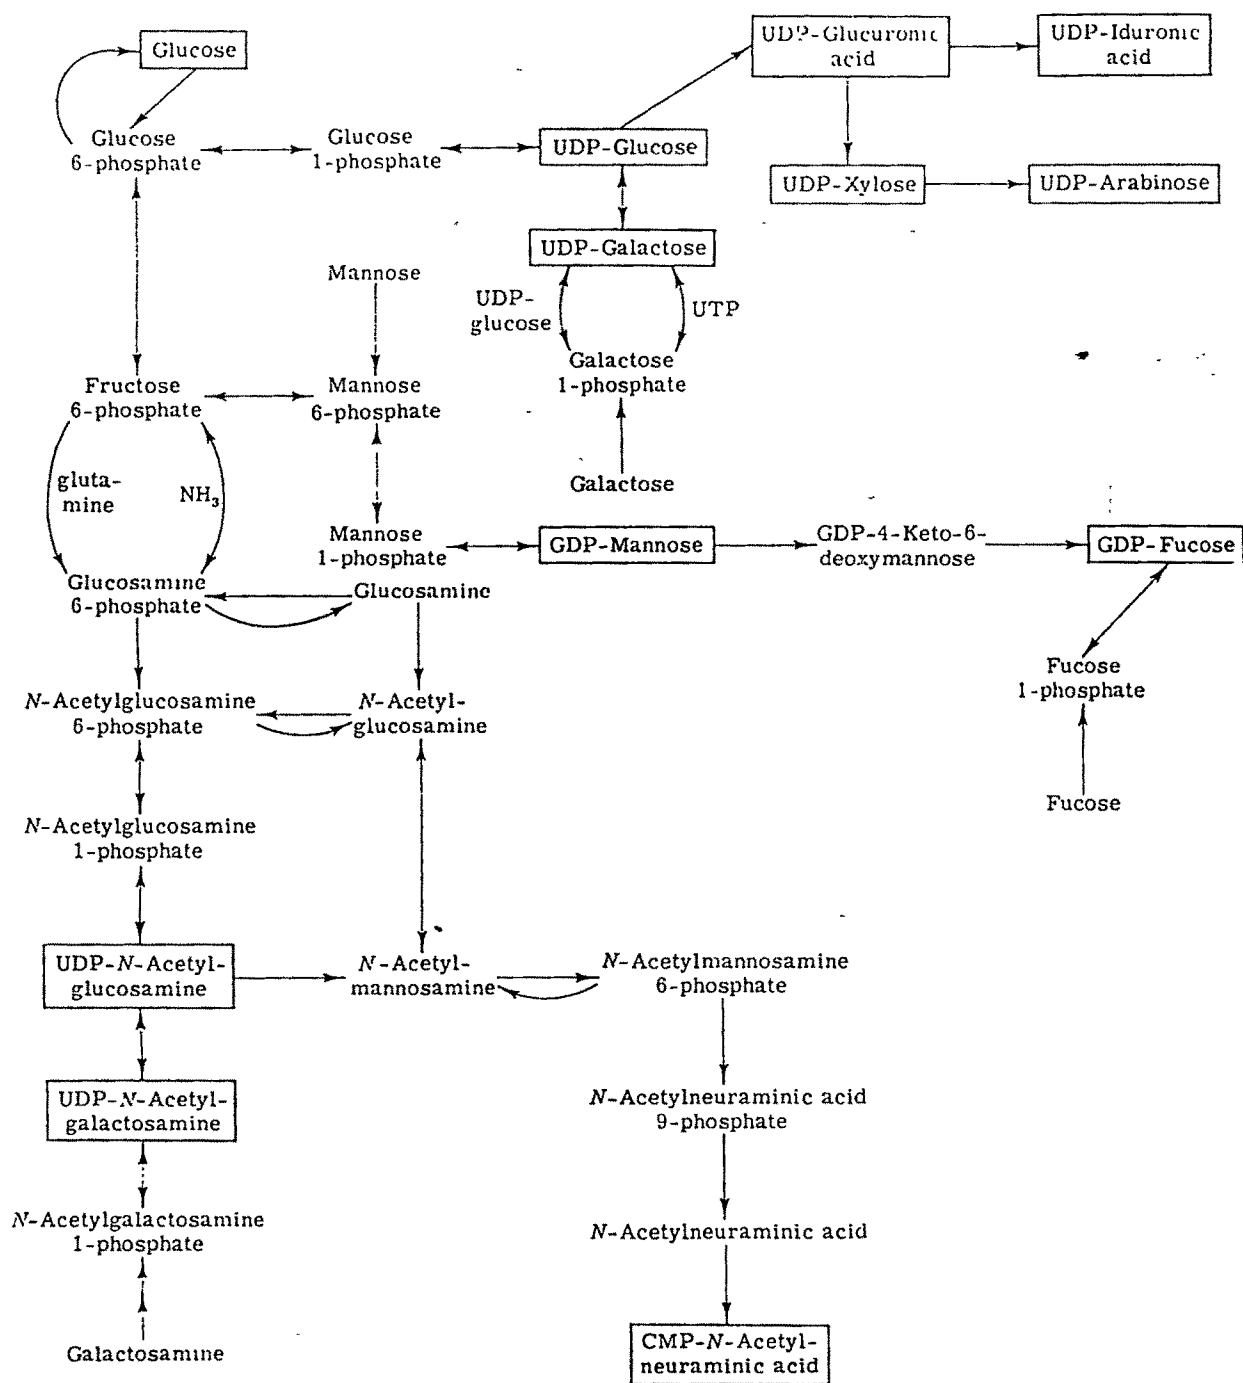 Glucose
UDP-Glucuronic
acid
UDP-Iduronic
acid
Glucose
6-phosphate
Glucose
1-phosphate
UDP-Glucose
UDP-Xylose
UDP-Arabinose
UDP-Galactose
Mannose
UDP-
glucose
UTP
Galactose
1-phosphate
Fructose
6-phosphate
Mannose
6-phosphate
Galactose
gluta-
mine
NH₃
Mannose
1-phosphate
GDP-Mannose
GDP-4-Keto-6-
deoxymannose
GDP-Fucose
Glucosamine
6-phosphate
Glucosamine
Fucose
1-phosphate
N-Acetylglucosamine
6-phosphate
N-Acetyl-
glucosamine
Fucose
N-Acetylglucosamine
1-phosphate
UDP-N-Acetyl-
glucosamine
N-Acetyl-
mannosamine
N-Acetylmannosamine
6-phosphate
UDP-N-Acetyl-
galactosamine
N-Acetylneuraminic acid
9-phosphate
N-Acetylgalactosamine
1-phosphate
N-Acetylneuraminic acid
Galactosamine
CMP-N-Acetyl-
neuraminic acid